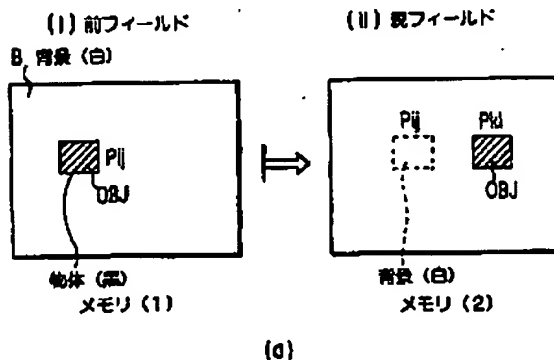 (i) 前フィールド
(ii) 現フィールド
B 背景 (白)
Pij
OBJ
Pij
Pkl
OBJ
物体 (黒)
背景 (白)
メモリ (1)
メモリ (2)
(a)